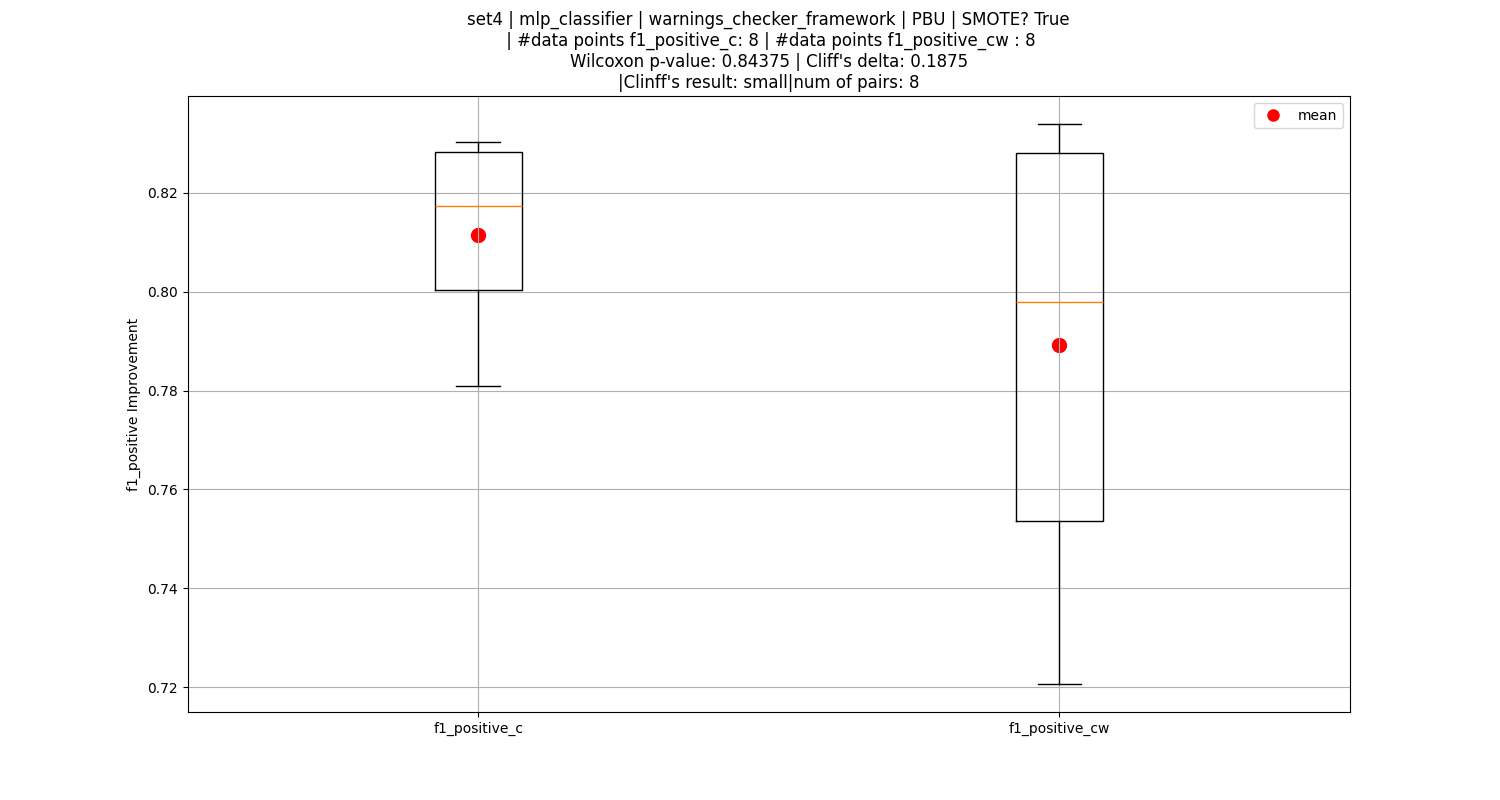 set4 | mlp_classifier | warnings_checker_framework | PBU | SMOTE? True
| #data points f1_positive_c: 8 | #data points f1_positive_cw : 8
Wilcoxon p-value: 0.84375 | Cliff's delta: 0.1875
|Clinff's result: small|num of pairs: 8
mean
0.82
0.80
0.78
0.76
0.74
0.72
f1_positive Improvement
f1_positive_c
f1_positive_cw